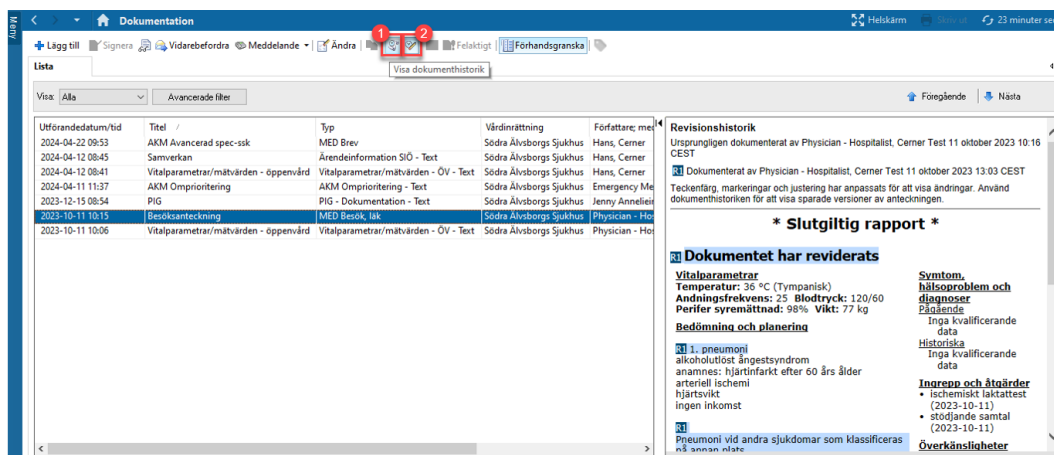 Meny
Dokumentation
Helskärm
Skriv ut
23 minuter se
1
2
Lägg till Signera Vidarebefordra Meddelande Ändra Felaktigt Förhandsgranska
Visa dokumenthistorik
Lista
Visa: Alla Avancerade filter Föregående Nästa
Utförandedatum/tid Titel Typ Vårdinrättning Författare; med
2024-04-22 09:53 AKM Avancerad spec-ssk MED Brev Södra Älvsborgs Sjukhus Hans, Cerner
2024-04-12 08:45 Samverkan Ärendeinformation SIÖ - Text Södra Älvsborgs Sjukhus Hans, Cerner
2024-04-12 08:41 Vitalparametrar/mätvärden - öppenvård Vitalparametrar/mätvärden - ÖV - Text Södra Älvsborgs Sjukhus Hans, Cerner
2024-04-11 11:37 AKM Omprioritering AKM Omprioritering - Text Södra Älvsborgs Sjukhus Emergency Me
2023-12-15 08:54 PIG PIG - Dokumentation - Text Södra Älvsborgs Sjukhus Jenny Annelieir
2023-10-11 10:15 Besöksanteckning MED Besök, läk Södra Älvsborgs Sjukhus Physician - Hos
2023-10-11 10:06 Vitalparametrar/mätvärden - öppenvård Vitalparametrar/mätvärden - ÖV - Text Södra Älvsborgs Sjukhus Physician - Hos
Revisionshistorik
Ursprungligen dokumenterat av Physician - Hospitalist, Cerner Test 11 oktober 2023 10:16
CEST
R1 Dokumenterat av Physician - Hospitalist, Cerner Test 11 oktober 2023 13:03 CEST
Teckenfärg, markeringar och justering har anpassats för att visa ändringar. Använd
dokumenthistoriken för att visa sparade versioner av anteckningen.
* Slutgiltig rapport *
R1 Dokumentet har reviderats
Vitalparametrar
Temperatur: 36 °C (Tympanisk)
Andningsfrekvens: 25 Blodtryck: 120/60
Perifer syremättnad: 98% Vikt: 77 kg
Bedömning och planering
R1 1. pneumoni
alkoholutlöst ångestsyndrom
anamnes: hjärtinfarkt efter 60 års ålder
arteriell ischemi
hjärtsvikt
ingen inkomst
R1
Pneumoni vid andra sjukdomar som klassificeras
på annan plats
Symtom,
hälsoproblem och
diagnoser
Pågående
Inga kvalificerande
data
Historiska
Inga kvalificerande
data
Ingrepp och åtgärder
• ischemiskt laktattest
(2023-10-11)
• stödjande samtal
(2023-10-11)
Överkänsligheter